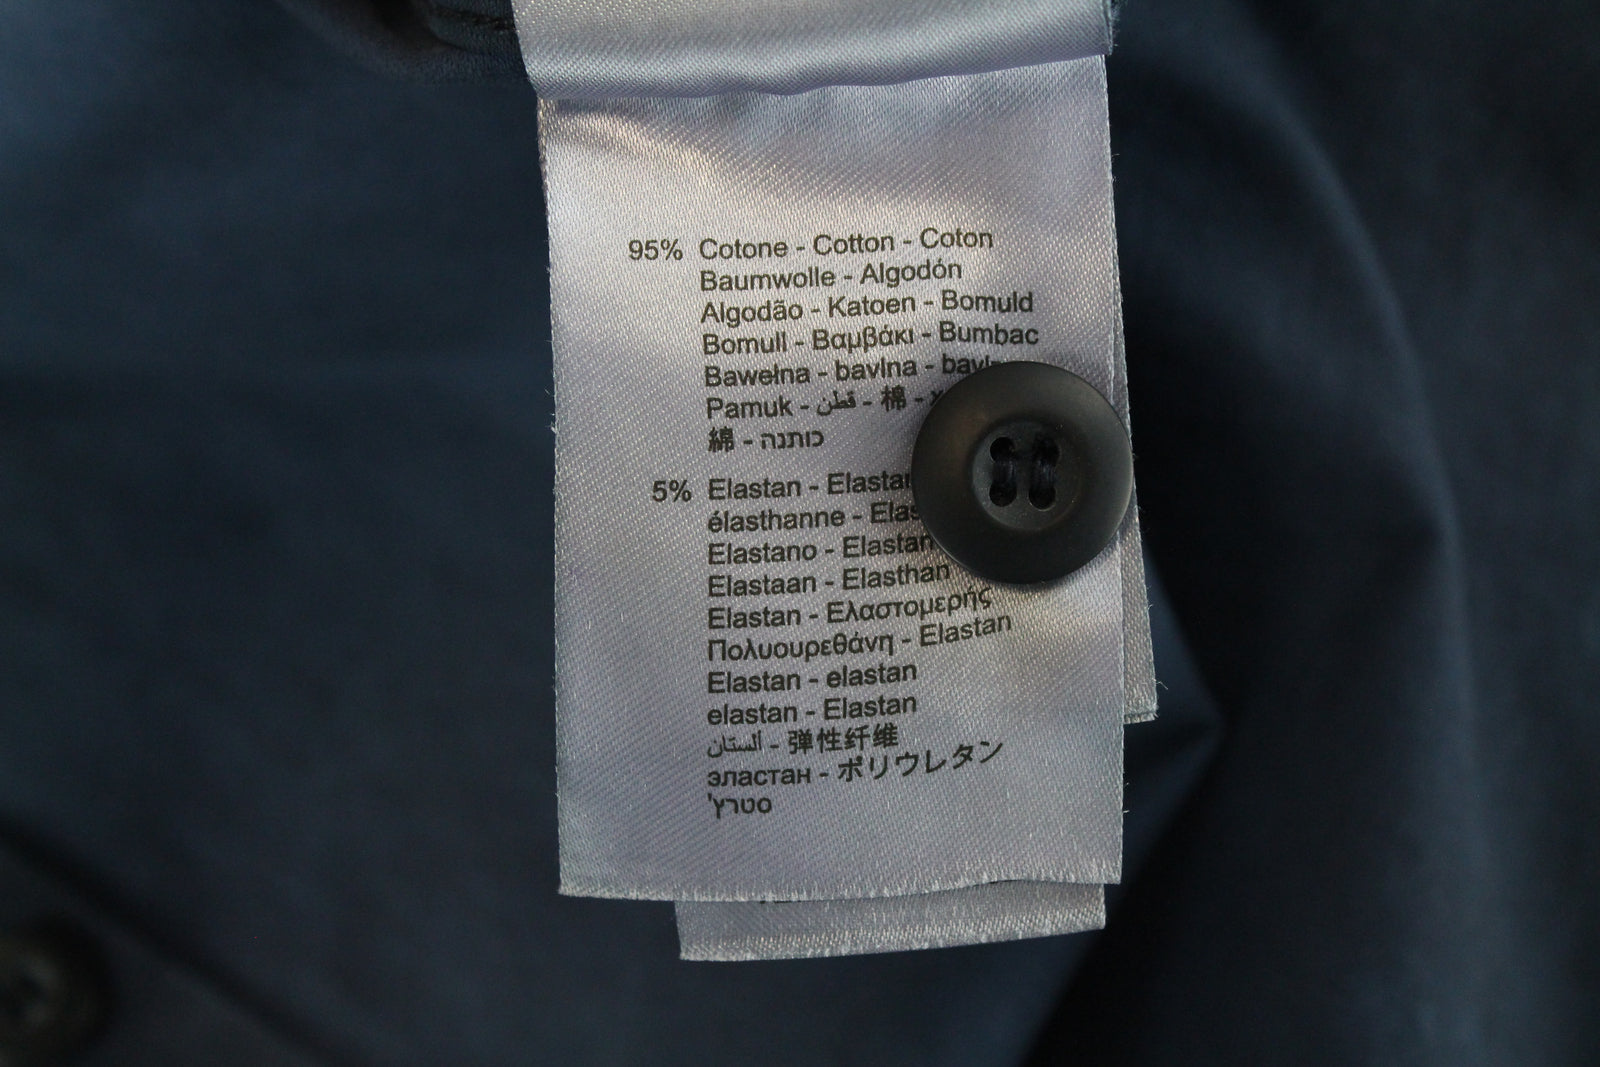 95% Cotone - Cotton - Coton
Baumwolle - Algodón
Algodão - Katoen - Bomuld
Bomull - Βαμβάκι - Bumbac
Bawełna - bavlna -
Pamuk - قطن - 棉 -
綿 - כותנה
5% Elastan -
élasthanne -
Elastano - Elastan
Elastaan - Elasthan
Elastan - Ελαστομερής
Πολυουρεθάνη - Elastan
Elastan - elastan
elastan - Elastan
ألستان - 弹性纤维
эластан - ポリウレタン
סטרץ'